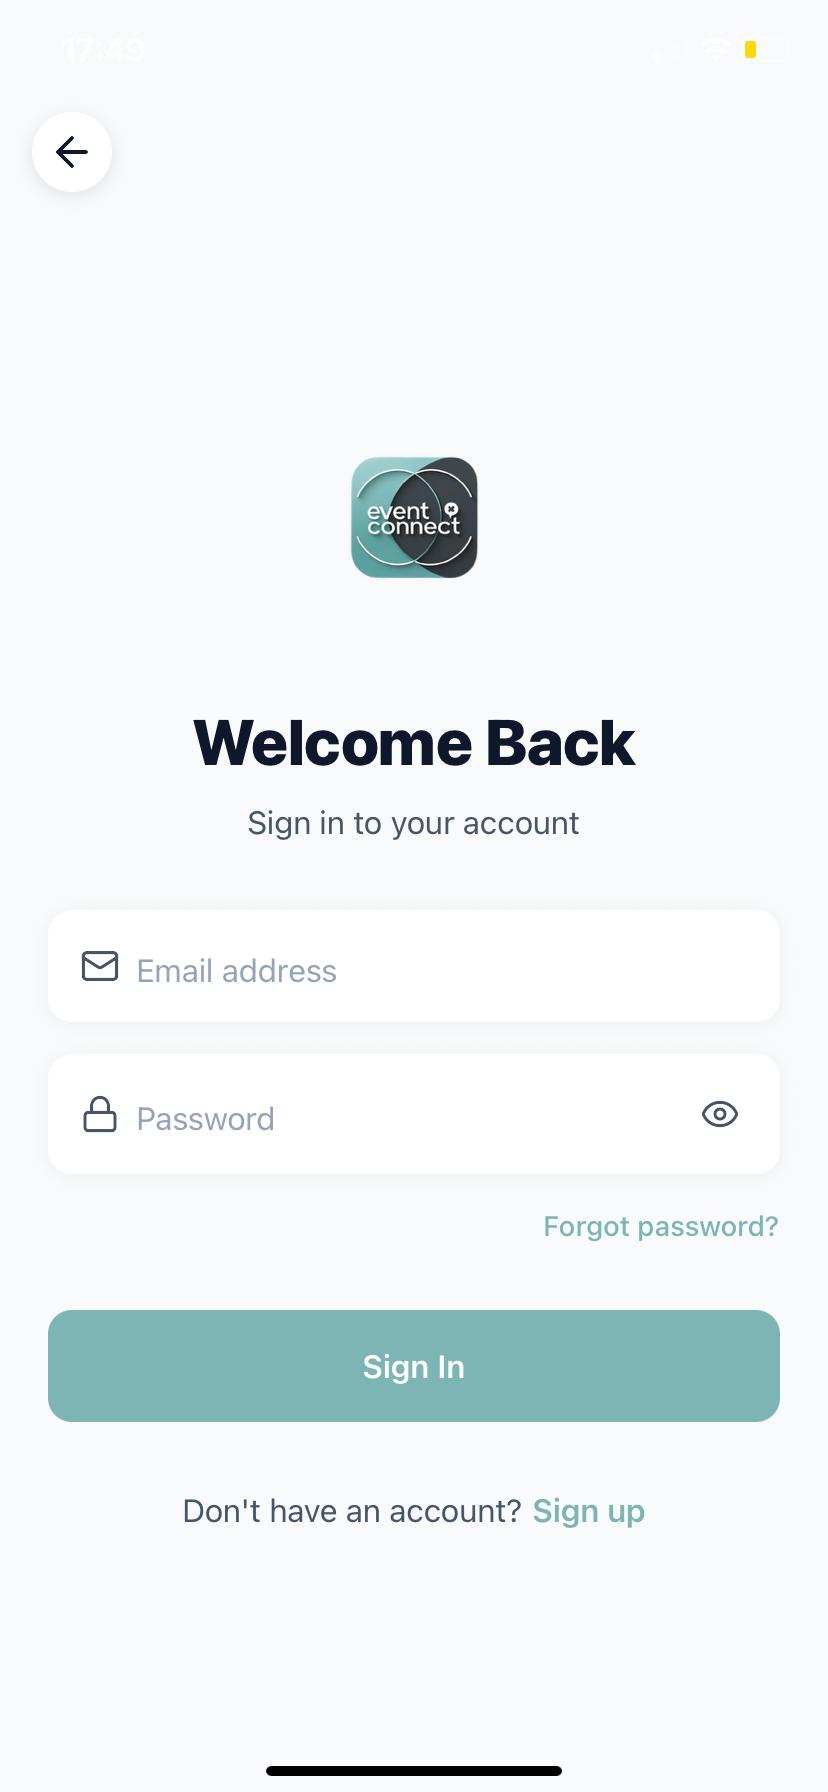 17:49
event
connect
Welcome Back
Sign in to your account
Email address
Password
Forgot password?
Sign In
Don't have an account? Sign up